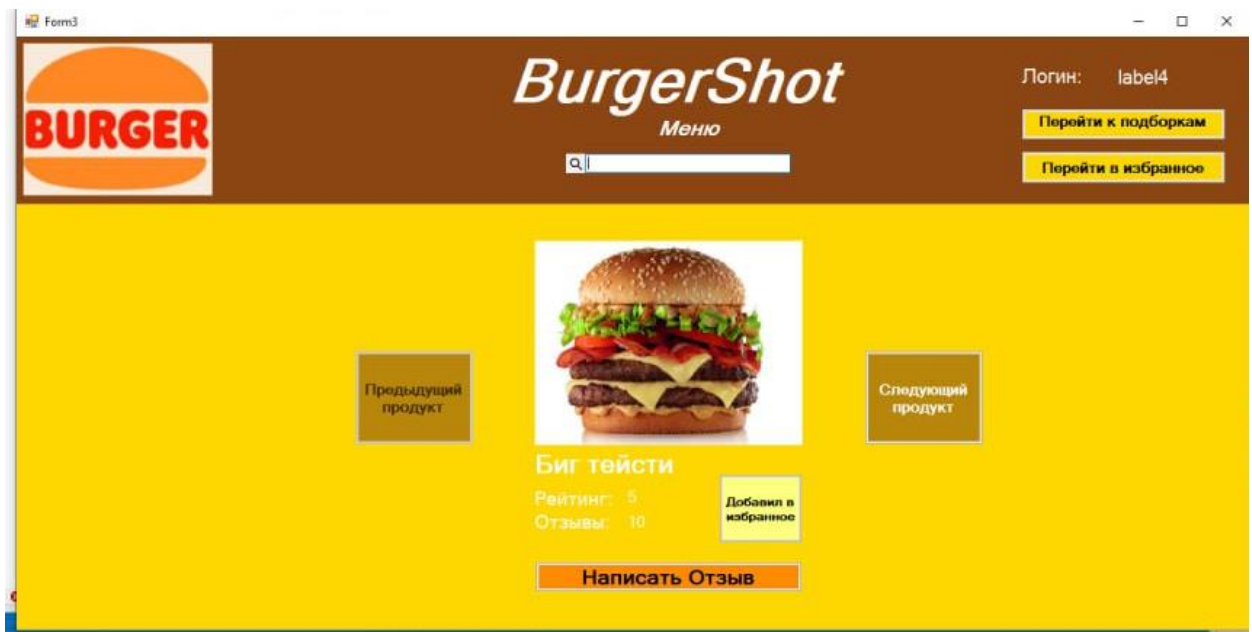 Form3
BURGER
BurgerShot
Меню
Логин: label4
Перейти к подборкам
Перейти в избранное
Предыдущий
продукт
Следующий
продукт
Биг тейсти
Рейтинг: 5
Отзывы: 10
Добавил в
избранное
Написать Отзыв